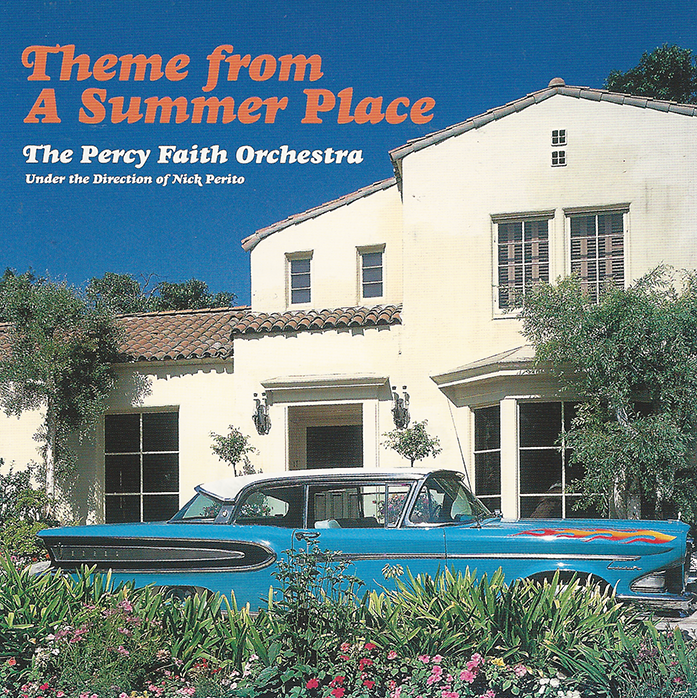 Theme from
A Summer Place
The Percy Faith Orchestra
Under the Direction of Nick Perito